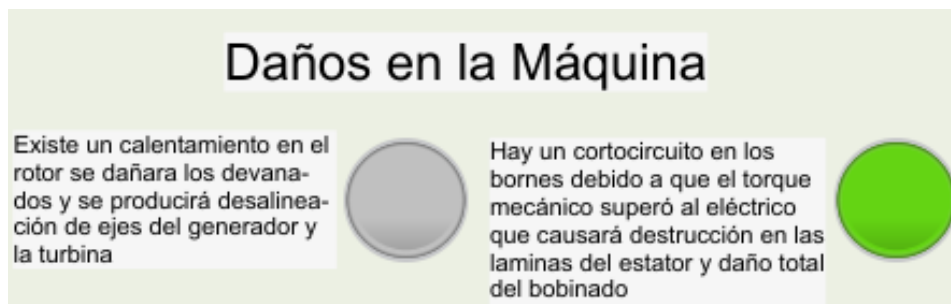 Daños en la Máquina
Existe un calentamiento en el
rotor se dañara los devana-
dos y se producirá desalinea-
ción de ejes del generador y
la turbina
Hay un cortocircuito en los
bornes debido a que el torque
mecánico superó al eléctrico
que causará destrucción en las
laminas del estator y daño total
del bobinado